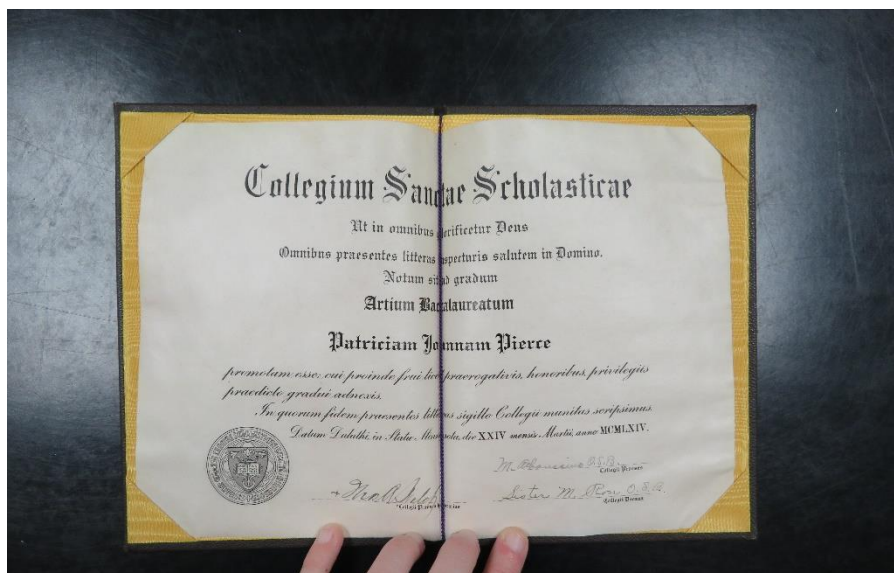 Collegium Sanctae Scholasticae
Ut in omnibus glorificetur Deus
Omnibus praesentes litteras inspecturis salutem in Domino.
Notum sit ad gradum
Artium Baccalaureatum
Patriciam Joannam Pierce
promotam esse: cui proinde frui licet praerogativis, honoribus, privilegiis
praedicto gradui adnexis.
In quorum fidem praesentes litteras sigillo Collegii munitas scripsimus.
Datum Duluthi, in Statu Minnesota, die XXIV mensis Martii, anno MCMLXIV.
M. O.S.B.
Collegii
Sister M. O.S.B.
Collegii Decana
Collegii